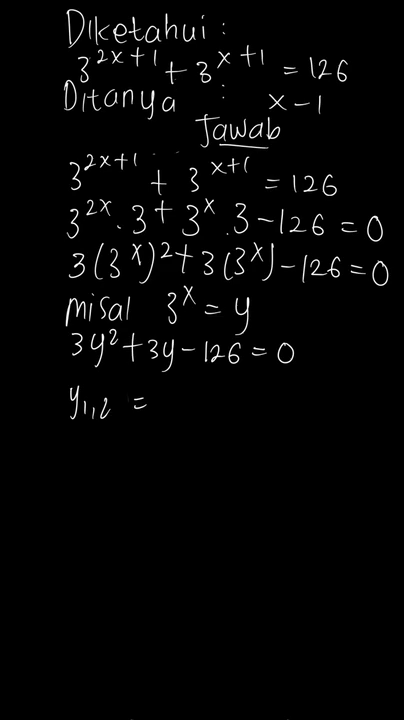 Diketahui :
3^{2x+1} + 3^{x+1} = 126
Ditanya : x - 1
Jawab
3^{2x+1} + 3^{x+1} = 126
3^{2x} . 3 + 3^x . 3 - 126 = 0
3(3^x)^2 + 3(3^x) - 126 = 0
misal 3^x = y
3y^2 + 3y - 126 = 0
y_{1,2} =